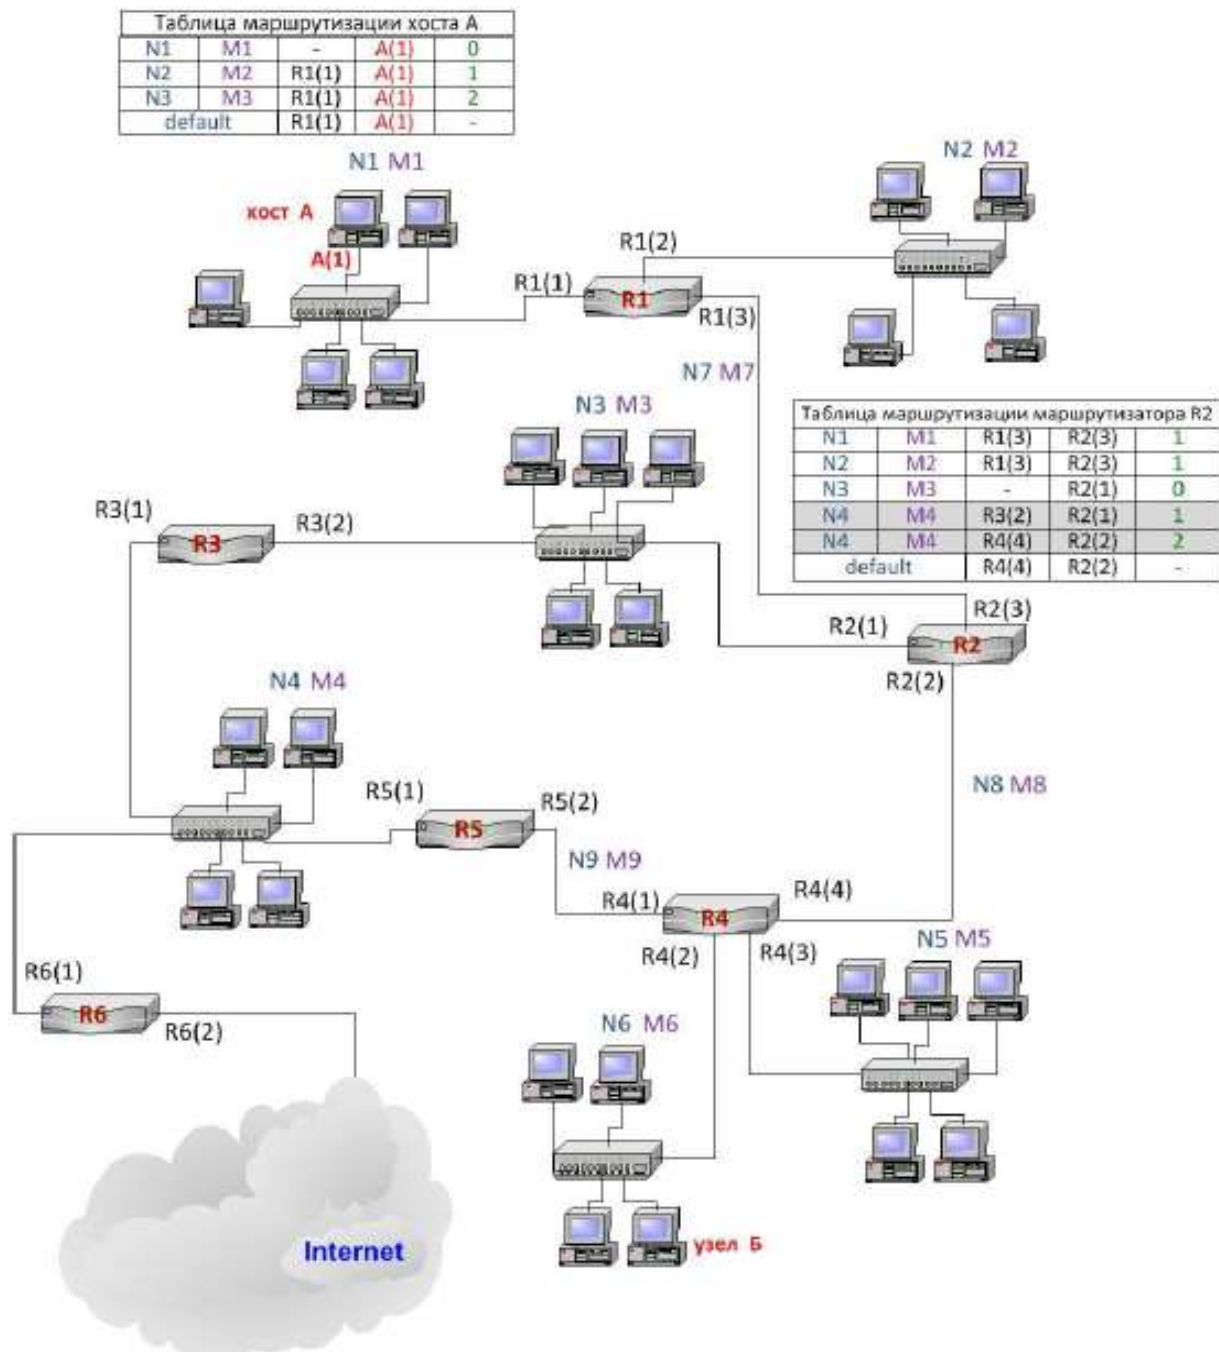 Таблица маршрутизации хоста А
N1 M1 - A(1) 0
N2 M2 R1(1) A(1) 1
N3 M3 R1(1) A(1) 2
default R1(1) A(1) -
N1 M1
N2 M2
хост А
A(1)
R1(1)
R1
R1(2)
R1(3)
N7 M7
N3 M3
Таблица маршрутизации маршрутизатора R2
N1 M1 R1(3) R2(3) 1
N2 M2 R1(3) R2(3) 1
N3 M3 - R2(1) 0
N4 M4 R3(2) R2(1) 1
N4 M4 R4(4) R2(2) 2
default R4(4) R2(2) -
R3(1)
R3
R3(2)
R2(1)
R2(3)
R2
R2(2)
N4 M4
N8 M8
R5(1)
R5
R5(2)
N9 M9
R4(1)
R4
R4(4)
R4(2)
R4(3)
N5 M5
R6(1)
R6
R6(2)
N6 M6
узел Б
Internet